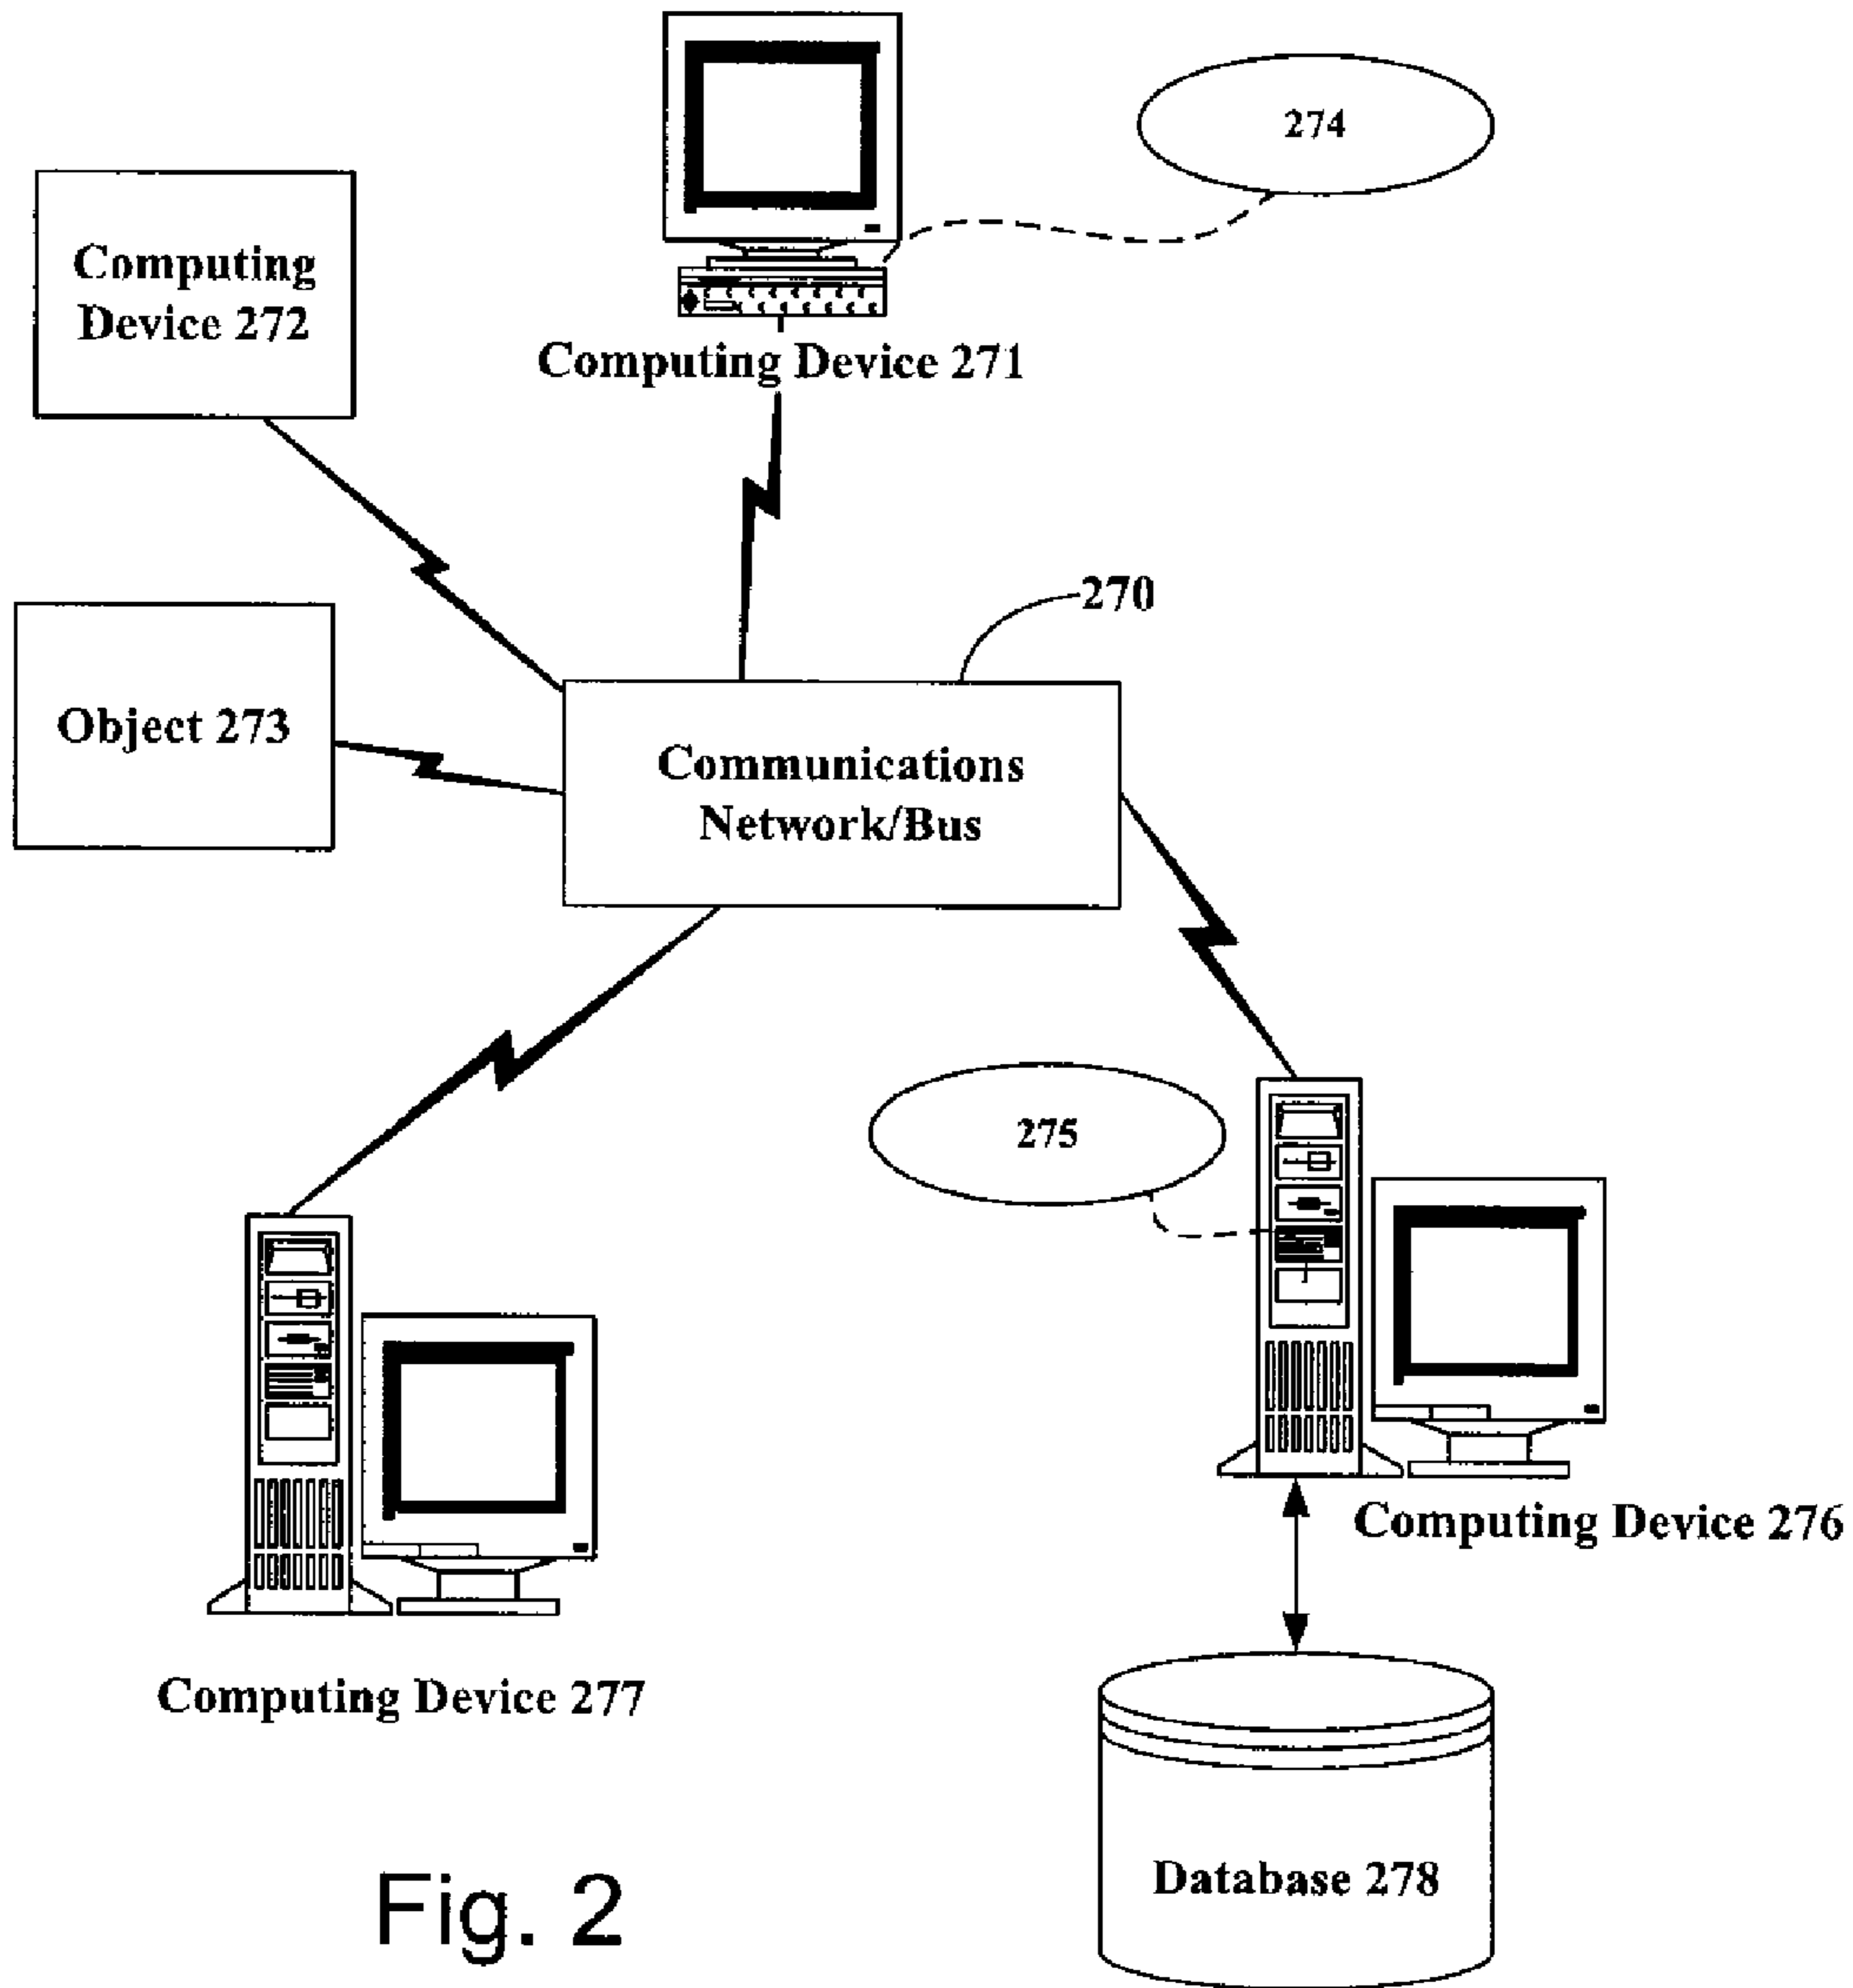 274
Computing
Device 272
Computing Device 271
270
Object 273
Communications
Network/Bus
275
Computing Device 276
Computing Device 277
Database 278
Fig. 2